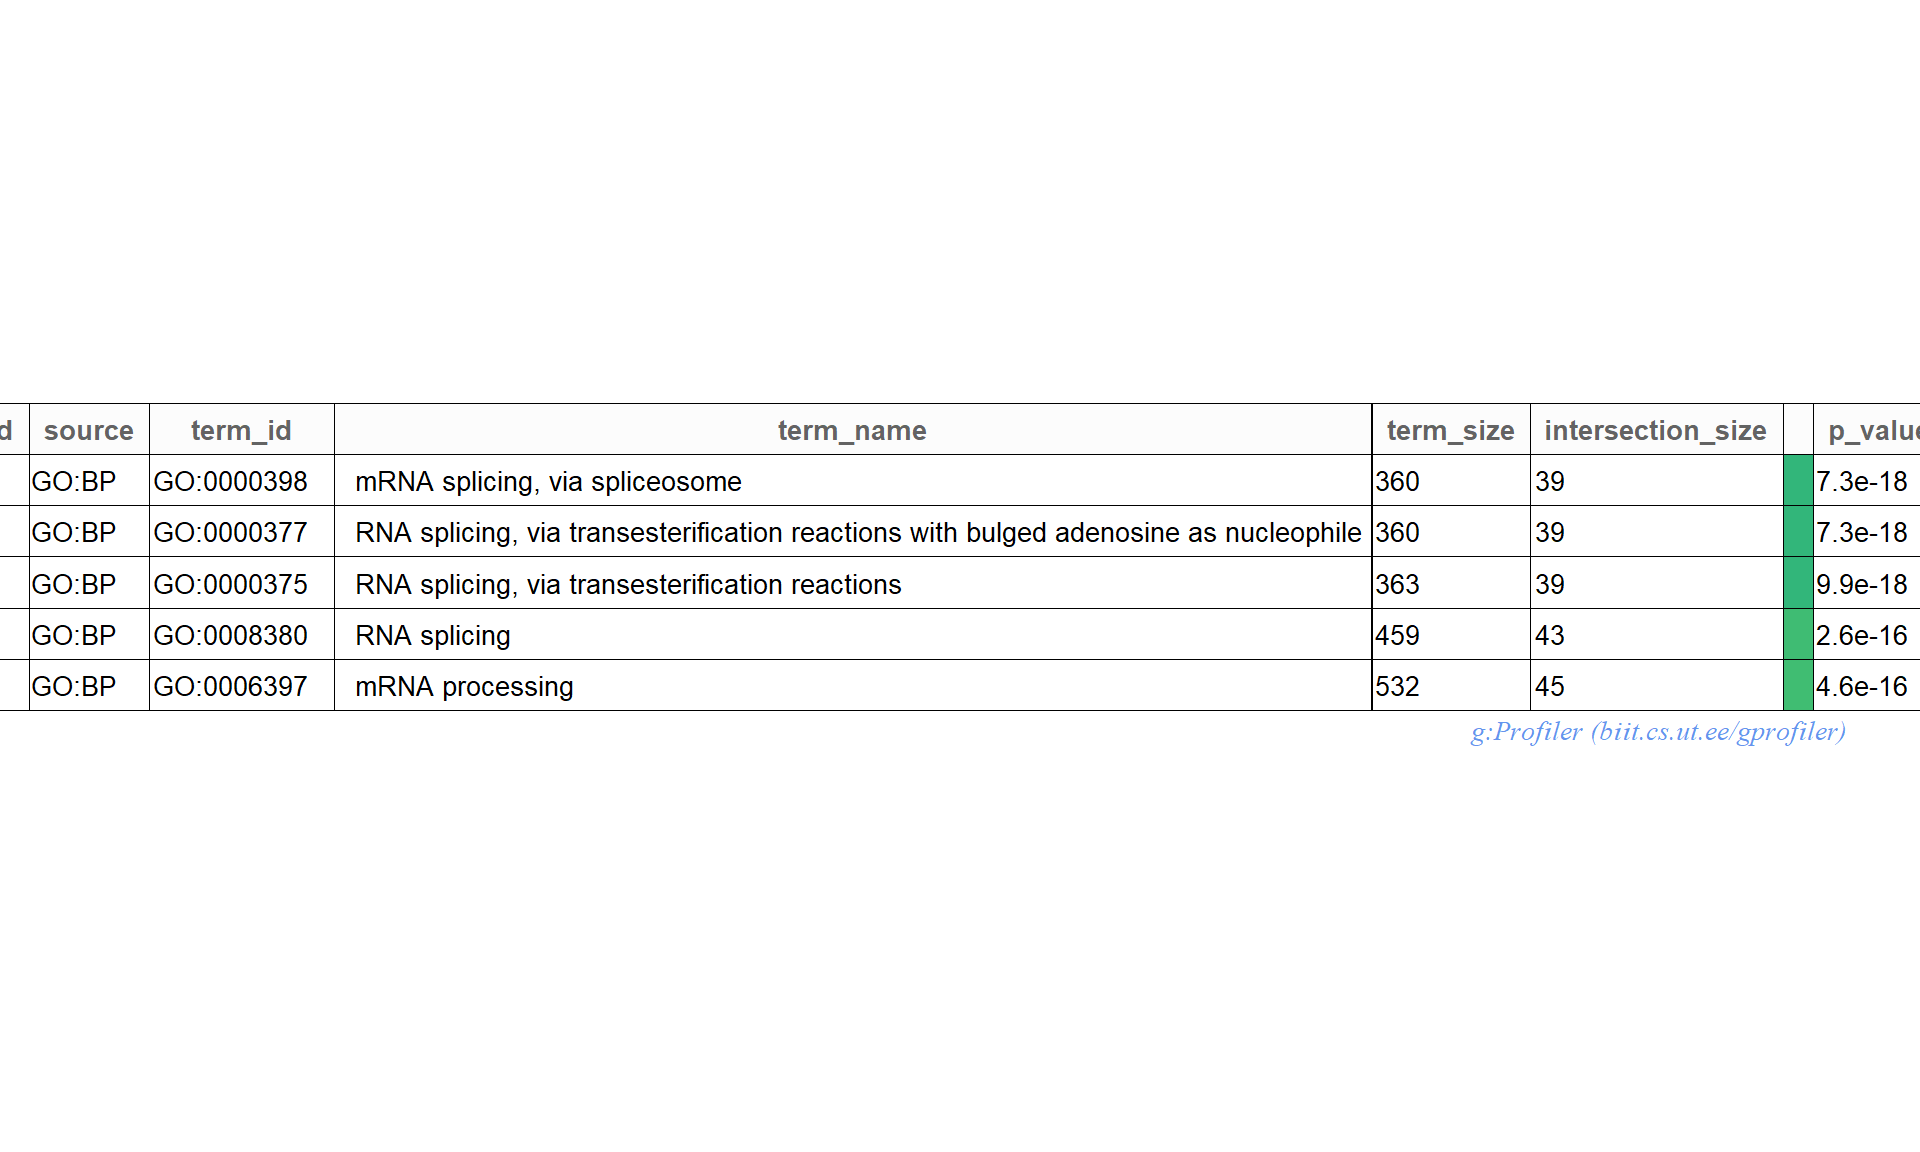 d source term_id term_name term_size intersection_size p_value
GO:BP GO:0000398 mRNA splicing, via spliceosome 360 39 7.3e-18
GO:BP GO:0000377 RNA splicing, via transesterification reactions with bulged adenosine as nucleophile 360 39 7.3e-18
GO:BP GO:0000375 RNA splicing, via transesterification reactions 363 39 9.9e-18
GO:BP GO:0008380 RNA splicing 459 43 2.6e-16
GO:BP GO:0006397 mRNA processing 532 45 4.6e-16
g:Profiler (biit.cs.ut.ee/gprofiler)